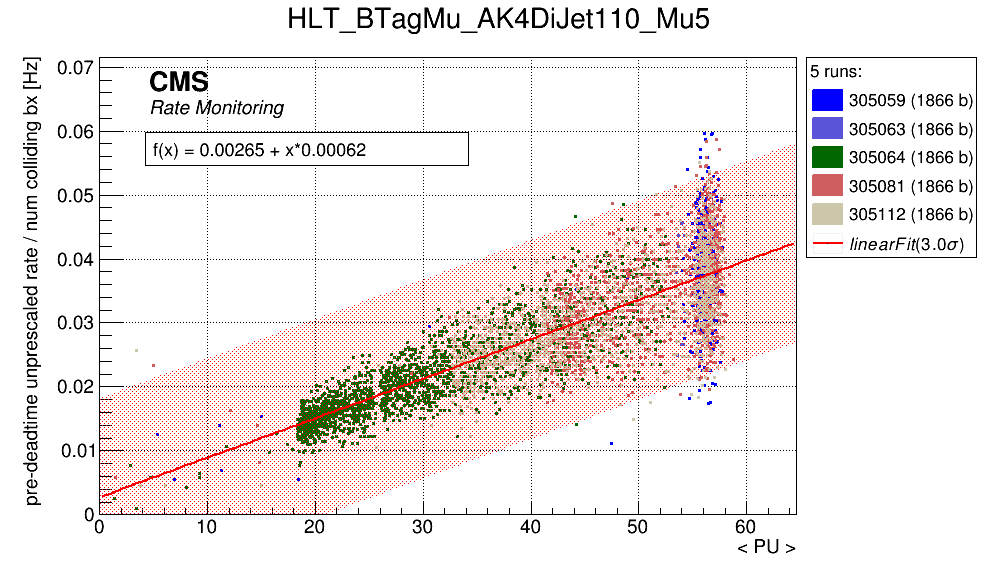 HLT_BTagMu_AK4DiJet110_Mu5
pre-deadtime unprescaled rate / num colliding bx [Hz]
CMS
Rate Monitoring
f(x) = 0.00265 + x*0.00062
0.07
0.06
0.05
0.04
0.03
0.02
0.01
0
0 10 20 30 40 50 60
< PU >
5 runs:
305059 (1866 b)
305063 (1866 b)
305064 (1866 b)
305081 (1866 b)
305112 (1866 b)
linearFit(3.0σ)